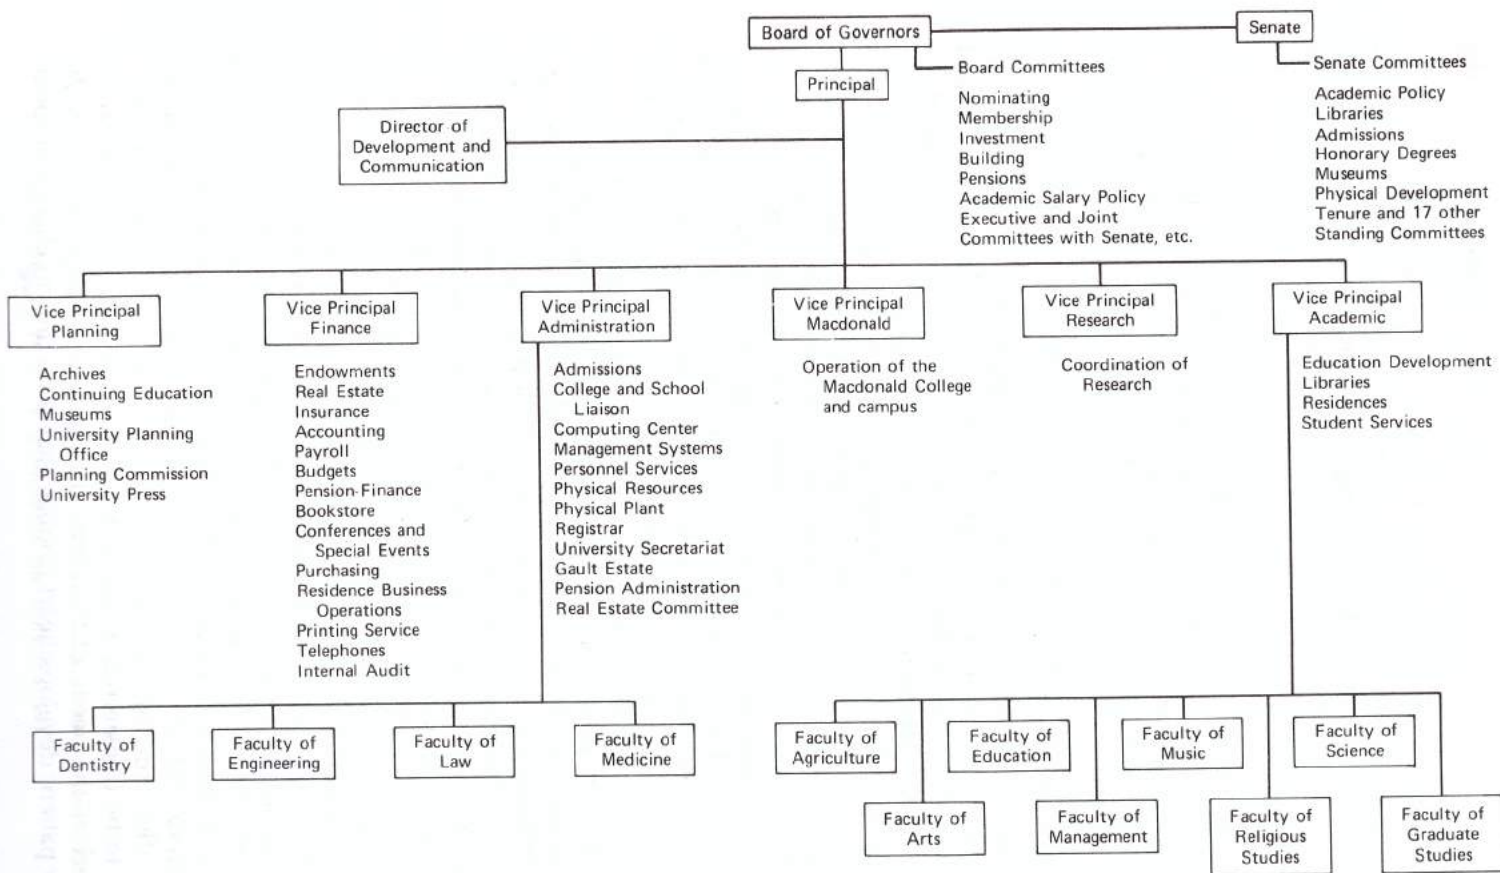 Board of Governors
Senate
Principal
Board Committees
Nominating
Membership
Investment
Building
Pensions
Academic Salary Policy
Executive and Joint
Committees with Senate, etc.
Senate Committees
Academic Policy
Libraries
Admissions
Honorary Degrees
Museums
Physical Development
Tenure and 17 other
Standing Committees
Director of
Development and
Communication
Vice Principal
Planning
Archives
Continuing Education
Museums
University Planning
Office
Planning Commission
University Press
Vice Principal
Finance
Endowments
Real Estate
Insurance
Accounting
Payroll
Budgets
Pension-Finance
Bookstore
Conferences and
Special Events
Purchasing
Residence Business
Operations
Printing Service
Telephones
Internal Audit
Vice Principal
Administration
Admissions
College and School
Liaison
Computing Center
Management Systems
Personnel Services
Physical Resources
Physical Plant
Registrar
University Secretariat
Gault Estate
Pension Administration
Real Estate Committee
Vice Principal
Macdonald
Operation of the
Macdonald College
and campus
Vice Principal
Research
Coordination of
Research
Vice Principal
Academic
Education Development
Libraries
Residences
Student Services
Faculty of
Dentistry
Faculty of
Engineering
Faculty of
Law
Faculty of
Medicine
Faculty of
Agriculture
Faculty of
Education
Faculty of
Music
Faculty of
Science
Faculty of
Arts
Faculty of
Management
Faculty of
Religious
Studies
Faculty of
Graduate
Studies